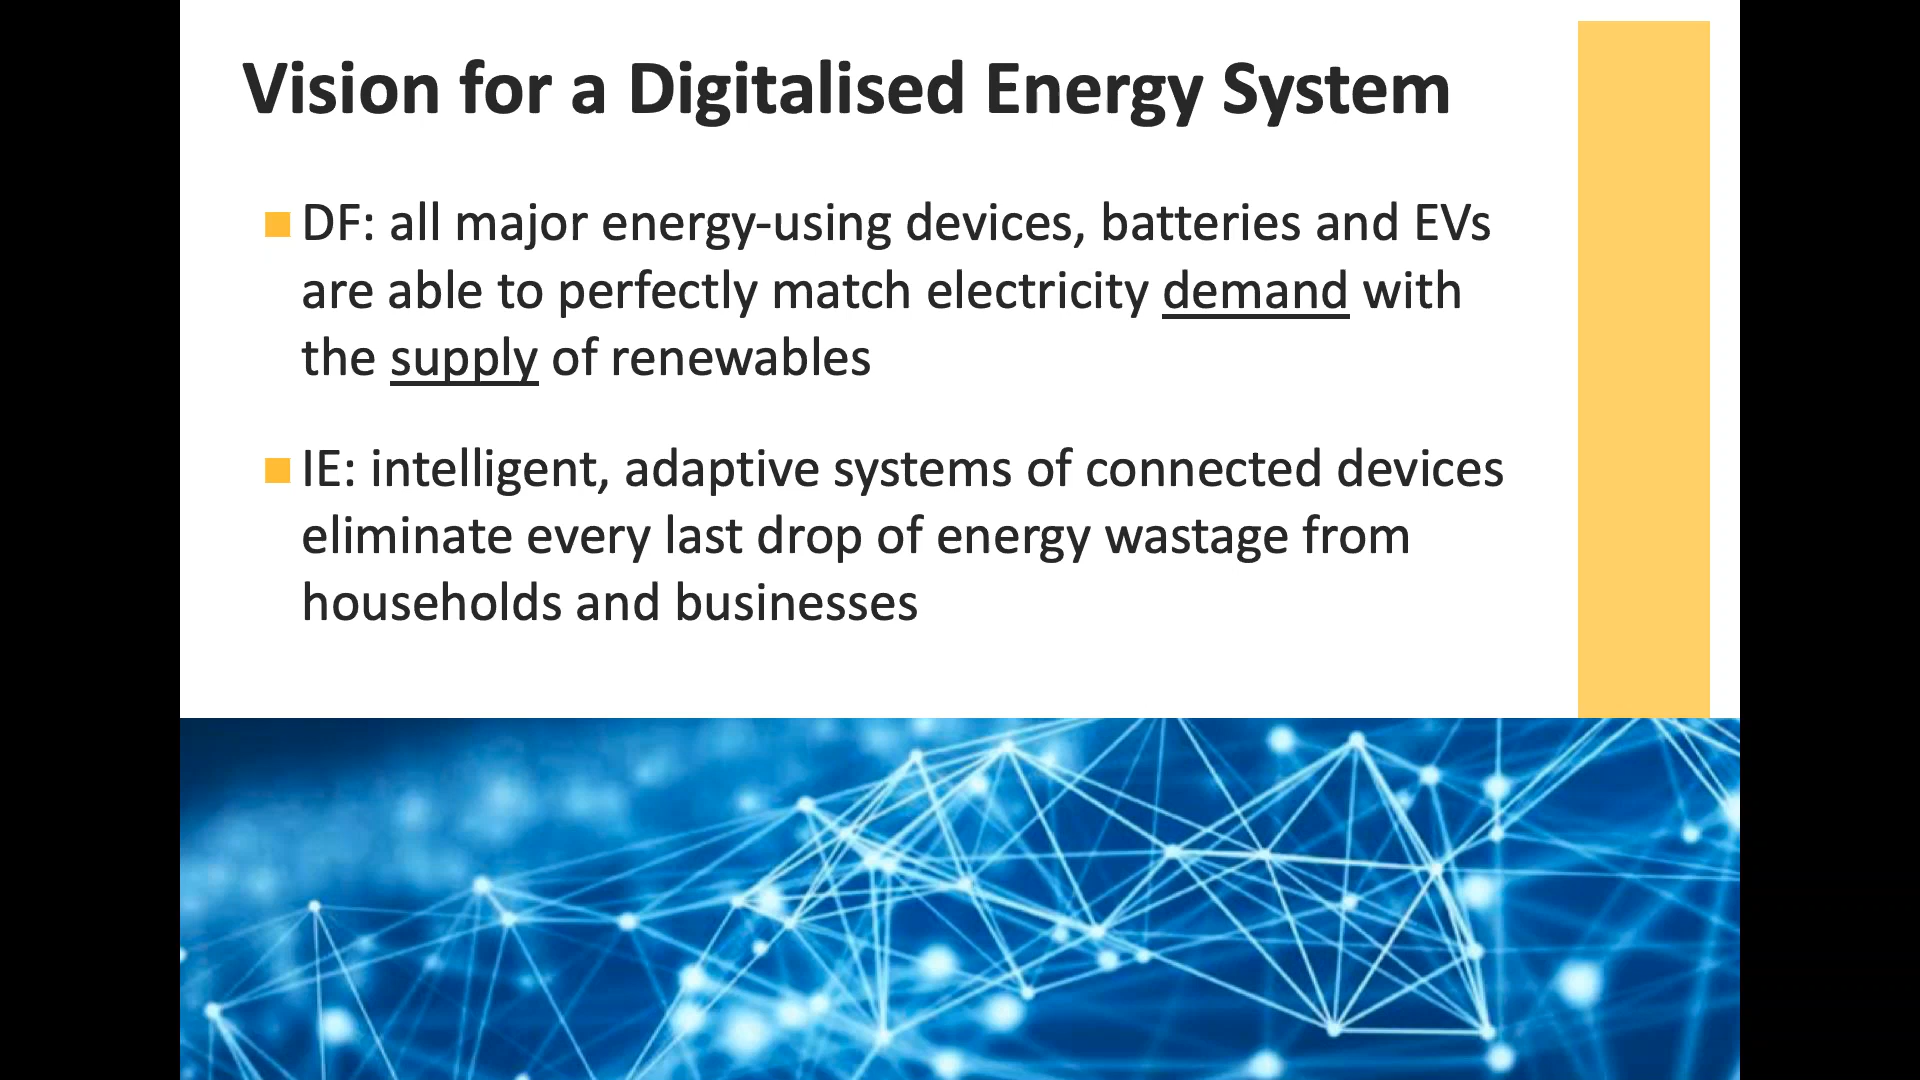 Vision for a Digitalised Energy System
DF: all major energy-using devices, batteries and EVs
are able to perfectly match electricity demand with
the supply of renewables
IE: intelligent, adaptive systems of connected devices
eliminate every last drop of energy wastage from
households and businesses